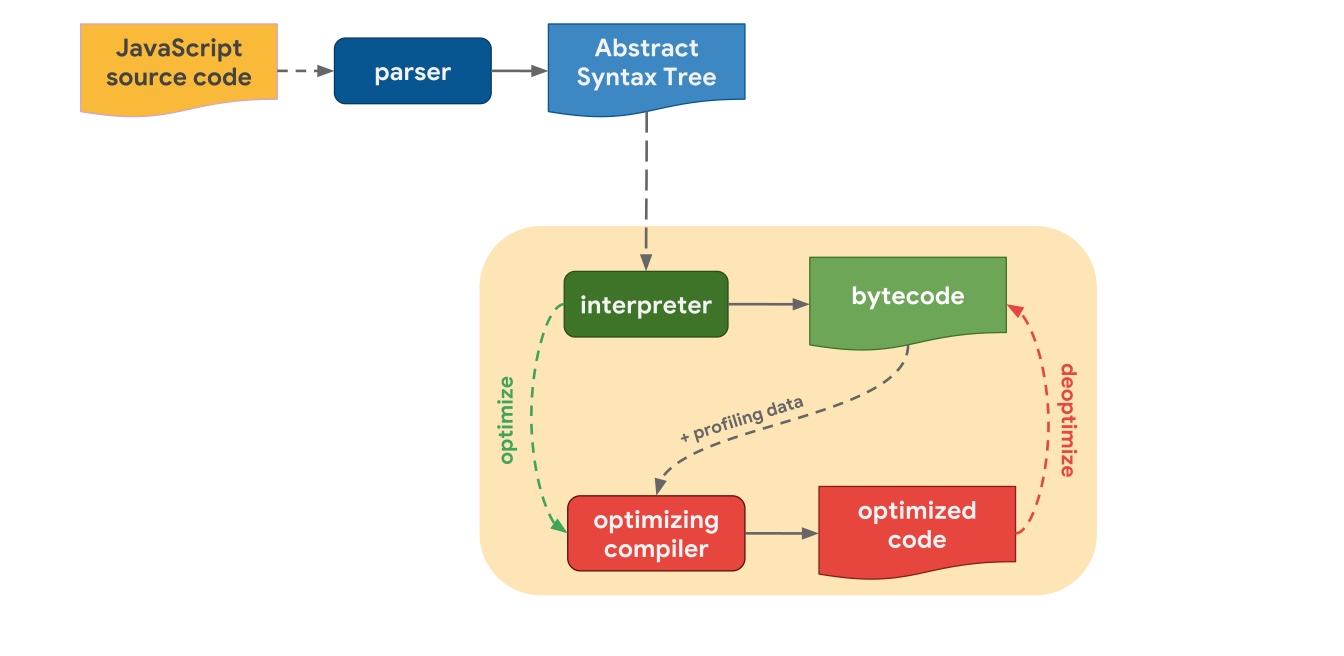 JavaScript
source code
parser
Abstract
Syntax Tree
interpreter
bytecode
optimize
+ profiling data
deoptimize
optimizing
compiler
optimized
code